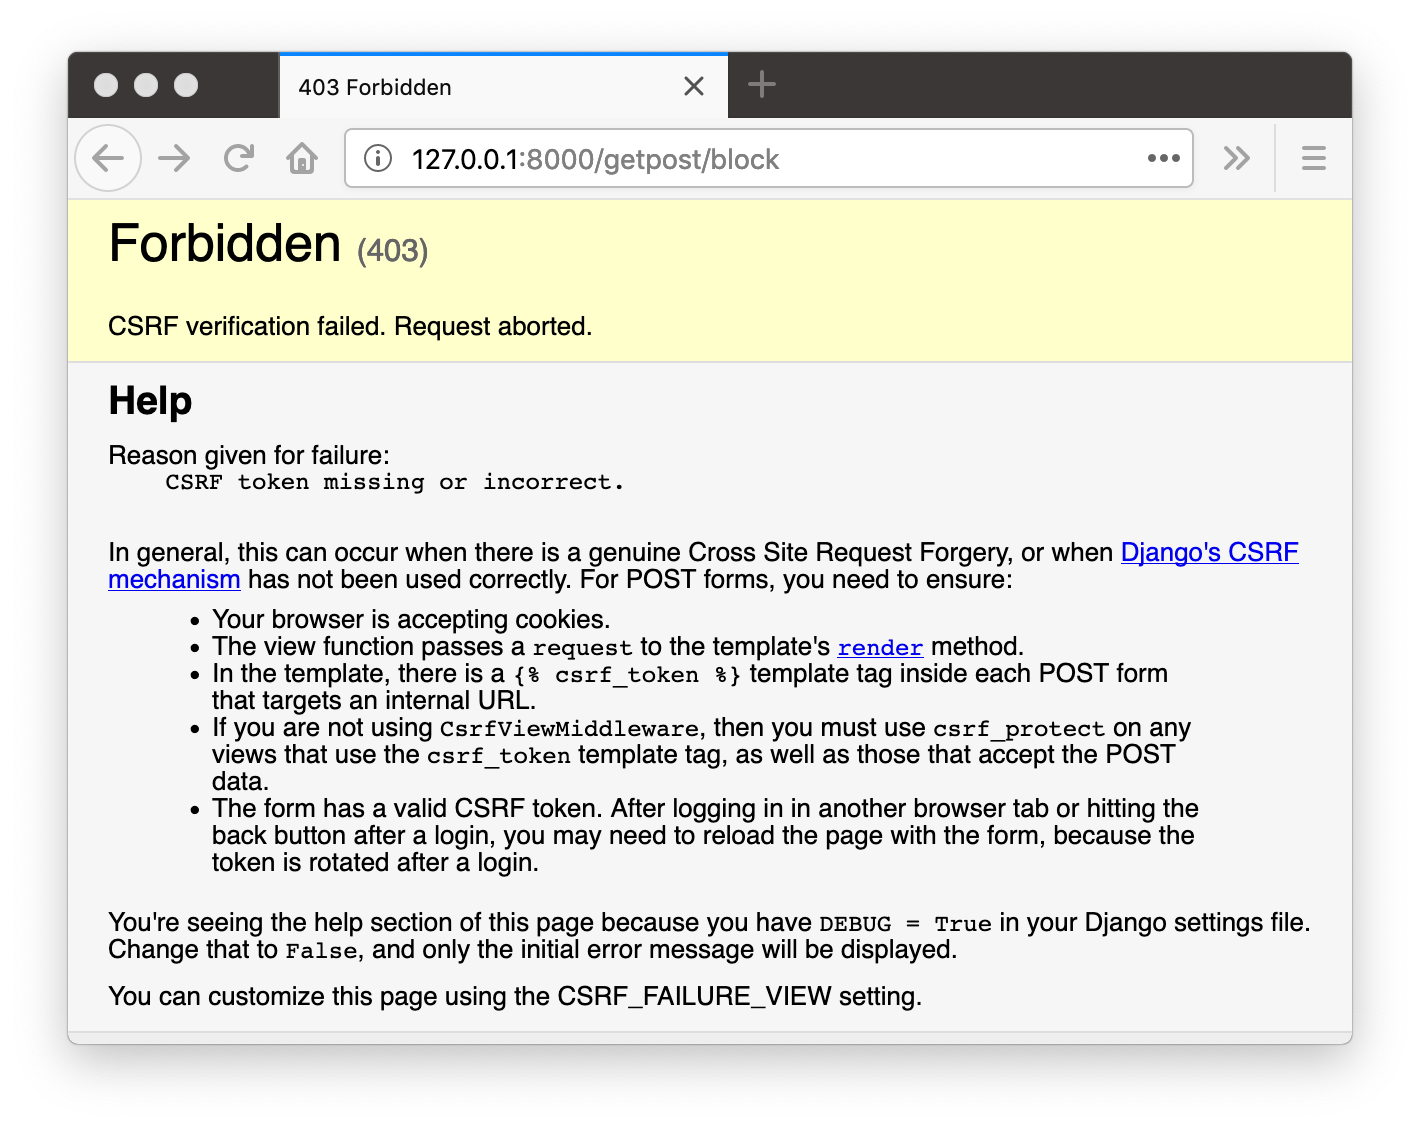 403 Forbidden
127.0.0.1:8000/getpost/block
Forbidden (403)
CSRF verification failed. Request aborted.
Help
Reason given for failure:
CSRF token missing or incorrect.
In general, this can occur when there is a genuine Cross Site Request Forgery, or when Django's CSRF
mechanism has not been used correctly. For POST forms, you need to ensure:
• Your browser is accepting cookies.
• The view function passes a request to the template's render method.
• In the template, there is a {% csrf_token %} template tag inside each POST form
that targets an internal URL.
• If you are not using CsrfViewMiddleware, then you must use csrf_protect on any
views that use the csrf_token template tag, as well as those that accept the POST
data.
• The form has a valid CSRF token. After logging in in another browser tab or hitting the
back button after a login, you may need to reload the page with the form, because the
token is rotated after a login.
You're seeing the help section of this page because you have DEBUG = True in your Django settings file.
Change that to False, and only the initial error message will be displayed.
You can customize this page using the CSRF_FAILURE_VIEW setting.